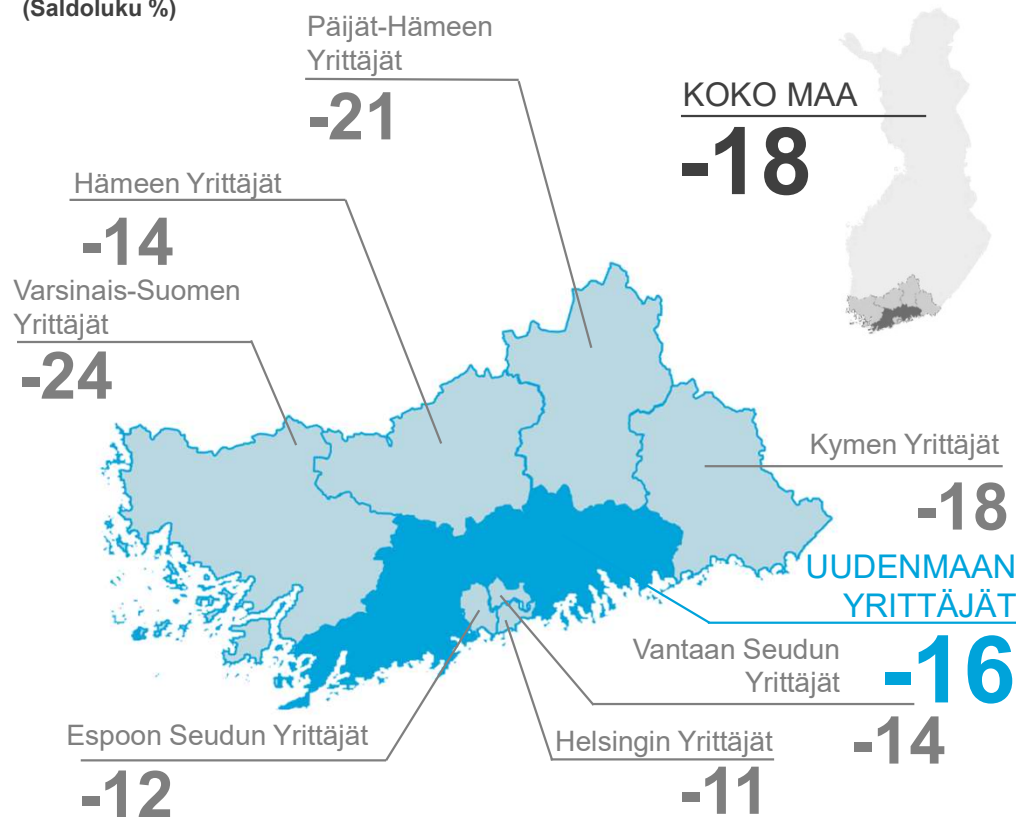 (Saldoluku %)
Päijät-Hämeen
Yrittäjät
-21
KOKO MAA
-18
Hämeen Yrittäjät
-14
Varsinais-Suomen
Yrittäjät
-24
Kymen Yrittäjät
-18
UUDENMAAN
YRITTÄJÄT
-16
Vantaan Seudun
Yrittäjät
-14
Espoon Seudun Yrittäjät
-12
Helsingin Yrittäjät
-11